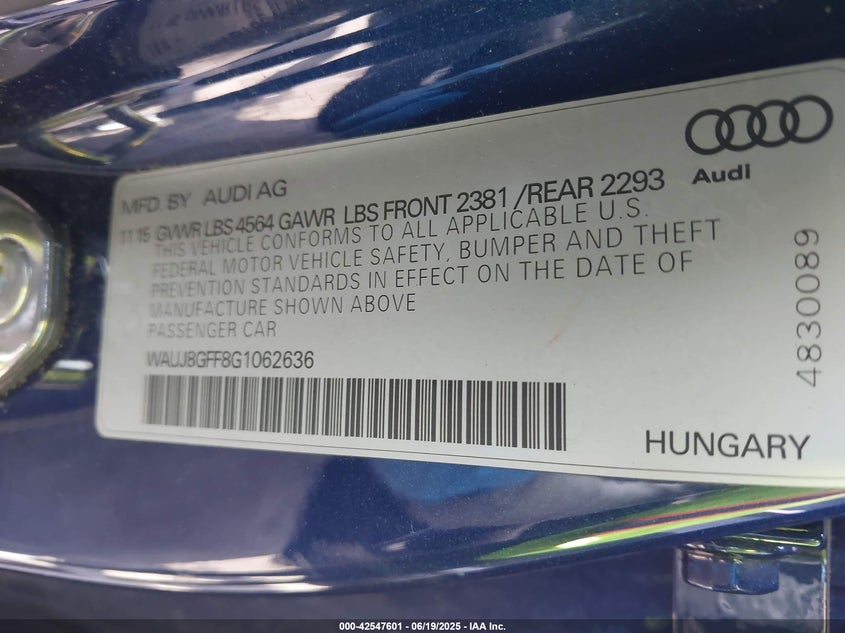 Audi
MFD. BY AUDI AG
11 15 GVWR LBS 4564 GAWR LBS FRONT 2381 /REAR 2293
THIS VEHICLE CONFORMS TO ALL APPLICABLE U.S.
FEDERAL MOTOR VEHICLE SAFETY, BUMPER AND THEFT
PREVENTION STANDARDS IN EFFECT ON THE DATE OF
MANUFACTURE SHOWN ABOVE
PASSENGER CAR
WAUJ8GFF8G1062636
4830089
HUNGARY
000-42547601 - 06/19/2025 - IAA Inc.